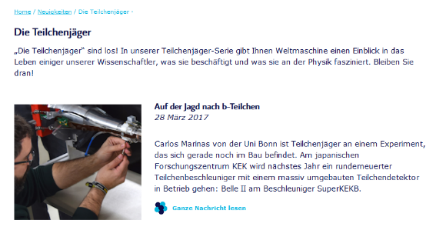 Home / Neuigkeiten / Die Teilchenjäger -
Die Teilchenjäger
„Die Teilchenjäger" sind los! In unserer Teilchenjäger-Serie gibt Ihnen Weltmaschine einen Einblick in das
Leben einiger unserer Wissenschaftler, was sie beschäftigt und was sie an der Physik fasziniert. Bleiben Sie
dran!
Auf der Jagd nach b-Teilchen
28 März 2017
Carlos Marinas von der Uni Bonn ist Teilchenjäger an einem Experiment,
das sich gerade noch im Bau befindet. Am japanischen
Forschungszentrum KEK wird nächstes Jahr ein runderneuerter
Teilchenbeschleuniger mit einem massiv umgebauten Teilchendetektor
in Betrieb gehen: Belle II am Beschleuniger SuperKEKB.
Ganze Nachricht lesen